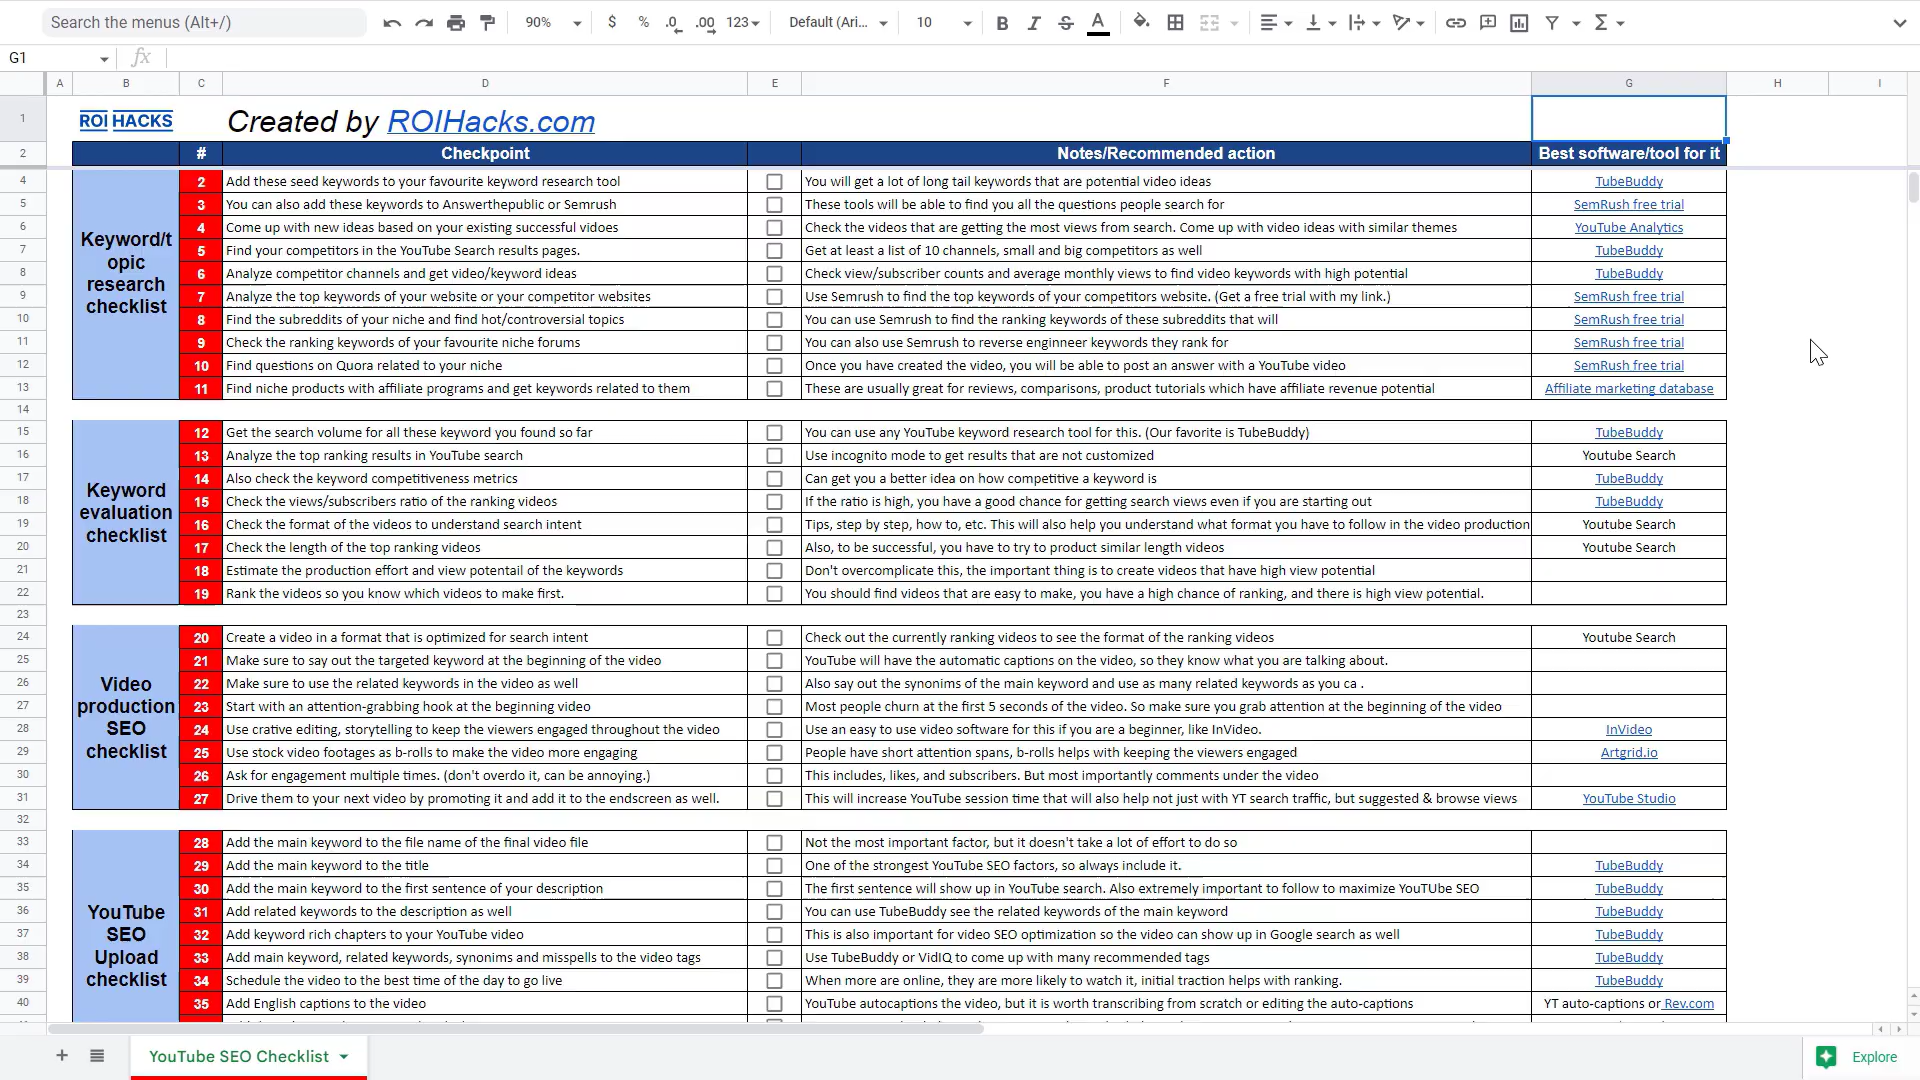 Search the menus (Alt+/)
90%
$
%
.0
.00
123
Default (Ari...
10
B
I
S
A
G1
fx
A B C D E F G H I
1 ROI HACKS Created by ROIHacks.com
2 # Checkpoint Notes/Recommended action Best software/tool for it
Keyword/t
opic
research
checklist
4 2 Add these seed keywords to your favourite keyword research tool You will get a lot of long tail keywords that are potential video ideas TubeBuddy
5 3 You can also add these keywords to Answerthepublic or Semrush These tools will be able to find you all the questions people search for SemRush free trial
6 4 Come up with new ideas based on your existing successful vidoes Check the videos that are getting the most views from search. Come up with video ideas with similar themes YouTube Analytics
7 5 Find your competitors in the YouTube Search results pages. Get at least a list of 10 channels, small and big competitors as well TubeBuddy
8 6 Analyze competitor channels and get video/keyword ideas Check view/subscriber counts and average monthly views to find video keywords with high potential TubeBuddy
9 7 Analyze the top keywords of your website or your competitor websites Use Semrush to find the top keywords of your competitors website. (Get a free trial with my link.) SemRush free trial
10 8 Find the subreddits of your niche and find hot/controversial topics You can use Semrush to find the ranking keywords of these subreddits that will SemRush free trial
11 9 Check the ranking keywords of your favourite niche forums You can also use Semrush to reverse enginneer keywords they rank for SemRush free trial
12 10 Find questions on Quora related to your niche Once you have created the video, you will be able to post an answer with a YouTube video SemRush free trial
13 11 Find niche products with affiliate programs and get keywords related to them These are usually great for reviews, comparisons, product tutorials which have affiliate revenue potential Affiliate marketing database
14
Keyword
evaluation
checklist
15 12 Get the search volume for all these keyword you found so far You can use any YouTube keyword research tool for this. (Our favorite is TubeBuddy) TubeBuddy
16 13 Analyze the top ranking results in YouTube search Use incognito mode to get results that are not customized Youtube Search
17 14 Also check the keyword competitiveness metrics Can get you a better idea on how competitive a keyword is TubeBuddy
18 15 Check the views/subscribers ratio of the ranking videos If the ratio is high, you have a good chance for getting search views even if you are starting out TubeBuddy
19 16 Check the format of the videos to understand search intent Tips, step by step, how to, etc. This will also help you understand what format you have to follow in the video production Youtube Search
20 17 Check the length of the top ranking videos Also, to be successful, you have to try to product similar length videos Youtube Search
21 18 Estimate the production effort and view potentail of the keywords Don't overcomplicate this, the important thing is to create videos that have high view potential
22 19 Rank the videos so you know which videos to make first. You should find videos that are easy to make, you have a high chance of ranking, and there is high view potential.
23
Video
production
SEO
checklist
24 20 Create a video in a format that is optimized for search intent Check out the currently ranking videos to see the format of the ranking videos Youtube Search
25 21 Make sure to say out the targeted keyword at the beginning of the video YouTube will have the automatic captions on the video, so they know what you are talking about.
26 22 Make sure to use the related keywords in the video as well Also say out the synonims of the main keyword and use as many related keywords as you ca .
27 23 Start with an attention-grabbing hook at the beginning video Most people churn at the first 5 seconds of the video. So make sure you grab attention at the beginning of the video
28 24 Use crative editing, storytelling to keep the viewers engaged throughout the video Use an easy to use video software for this if you are a beginner, like InVideo. InVideo
29 25 Use stock video footages as b-rolls to make the video more engaging People have short attention spans, b-rolls helps with keeping the viewers engaged Artgrid.io
30 26 Ask for engagement multiple times. (don't overdo it, can be annoying.) This includes, likes, and subscribers. But most importantly comments under the video
31 27 Drive them to your next video by promoting it and add it to the endscreen as well. This will increase YouTube session time that will also help not just with YT search traffic, but suggested & browse views YouTube Studio
32
YouTube
SEO
Upload
checklist
33 28 Add the main keyword to the file name of the final video file Not the most important factor, but it doesn't take a lot of effort to do so
34 29 Add the main keyword to the title One of the strongest YouTube SEO factors, so always include it. TubeBuddy
35 30 Add the main keyword to the first sentence of your description The first sentence will show up in YouTube search. Also extremely important to follow to maximize YouTUBE SEO TubeBuddy
36 31 Add related keywords to the description as well You can use TubeBuddy see the related keywords of the main keyword TubeBuddy
37 32 Add keyword rich chapters to your YouTube video This is also important for video SEO optimization so the video can show up in Google search as well TubeBuddy
38 33 Add main keyword, related keywords, synonims and misspells to the video tags Use TubeBuddy or VidIQ to come up with many recommended tags TubeBuddy
39 34 Schedule the video to the best time of the day to go live When more are online, they are more likely to watch it, initial traction helps with ranking. TubeBuddy
40 35 Add English captions to the video YouTube autocaptions the video, but it is worth transcribing from scratch or editing the auto-captions YT auto-captions or Rev.com
YouTube SEO Checklist
Explore